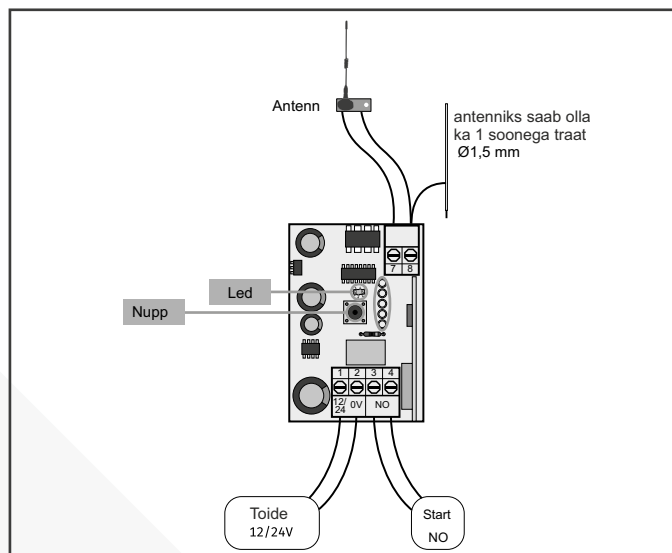 Antenn
antenniks saab olla
ka 1 soonega traat
Ø1,5 mm
7 8
Led
Nupp
1 2 3 4
12/
24
0V
NO
Toide
12/24V
Start
NO